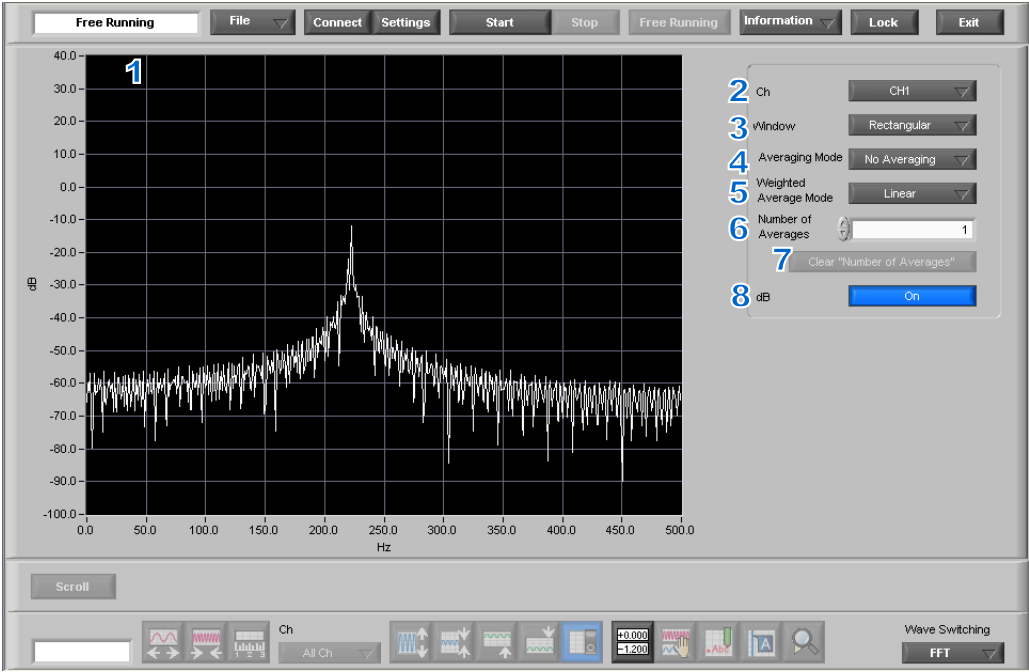 Free Running File Connect Settings Start Stop Free Running Information Lock Exit
1
40.0
30.0
20.0
10.0
0.0
-10.0
-20.0
-30.0
-40.0
-50.0
-60.0
-70.0
-80.0
-90.0
-100.0
dB
0.0 50.0 100.0 150.0 200.0 250.0 300.0 350.0 400.0 450.0 500.0
Hz
2 Ch CH1
3 Window Rectangular
4 Averaging Mode No Averaging
5 Weighted
Average Mode Linear
6 Number of
Averages 1
7 Clear "Number of Averages"
8 dB On
Scroll
Ch
All Ch
1 2 3
+0.000
-1.200
Abc
A
Wave Switching
FFT